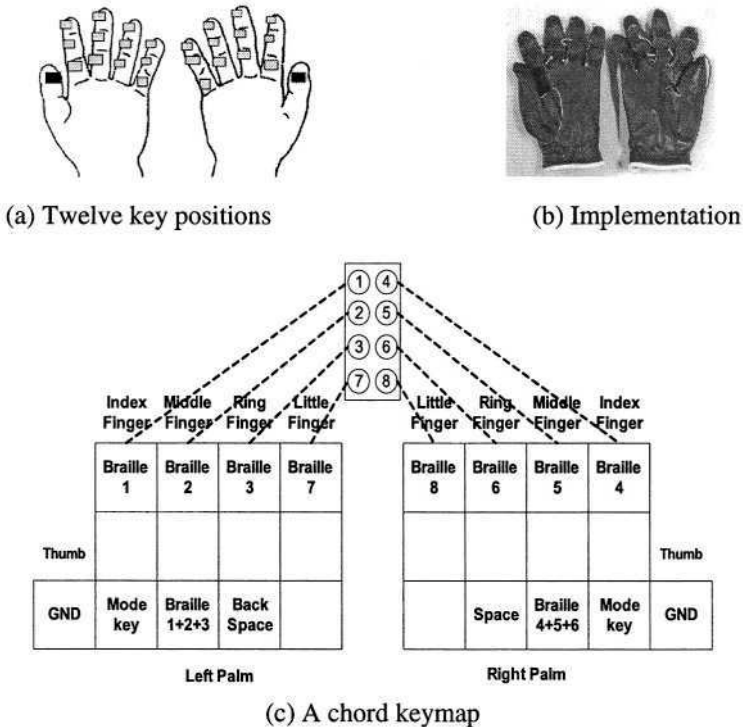 (a) Twelve key positions
(b) Implementation
1 4
2 5
3 6
7 8
Index Finger
Middle Finger
Ring Finger
Little Finger
Little Finger
Ring Finger
Middle Finger
Index Finger
Braille 1
Braille 2
Braille 3
Braille 7
Braille 8
Braille 6
Braille 5
Braille 4
Thumb
Thumb
GND
Mode key
Braille 1+2+3
Back Space
Space
Braille 4+5+6
Mode key
GND
Left Palm
Right Palm
(c) A chord keymap